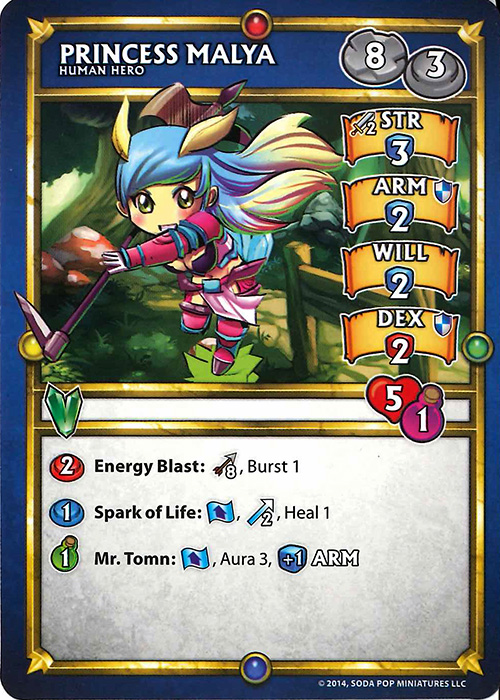 PRINCESS MALYA
HUMAN HERO
8
3
2 STR
3
ARM
2
WILL
2
DEX
2
5
1
2 Energy Blast: 8, Burst 1
1 Spark of Life: , 2, Heal 1
1 Mr. Tomn: , Aura 3, +1 ARM
© 2014, SODA POP MINIATURES LLC